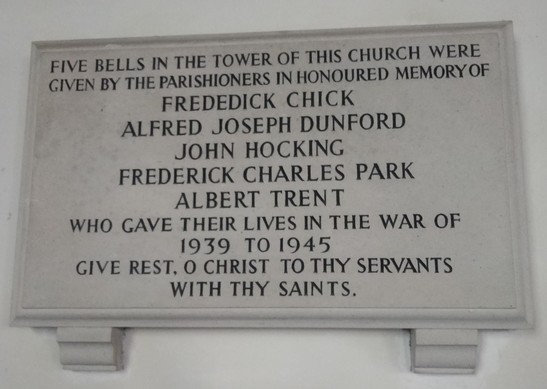 FIVE BELLS IN THE TOWER OF THIS CHURCH WERE
GIVEN BY THE PARISHIONERS IN HONOURED MEMORY OF
FREDEDICK CHICK
ALFRED JOSEPH DUNFORD
JOHN HOCKING
FREDERICK CHARLES PARK
ALBERT TRENT
WHO GAVE THEIR LIVES IN THE WAR OF
1939 TO 1945
GIVE REST, O CHRIST TO THY SERVANTS
WITH THY SAINTS.